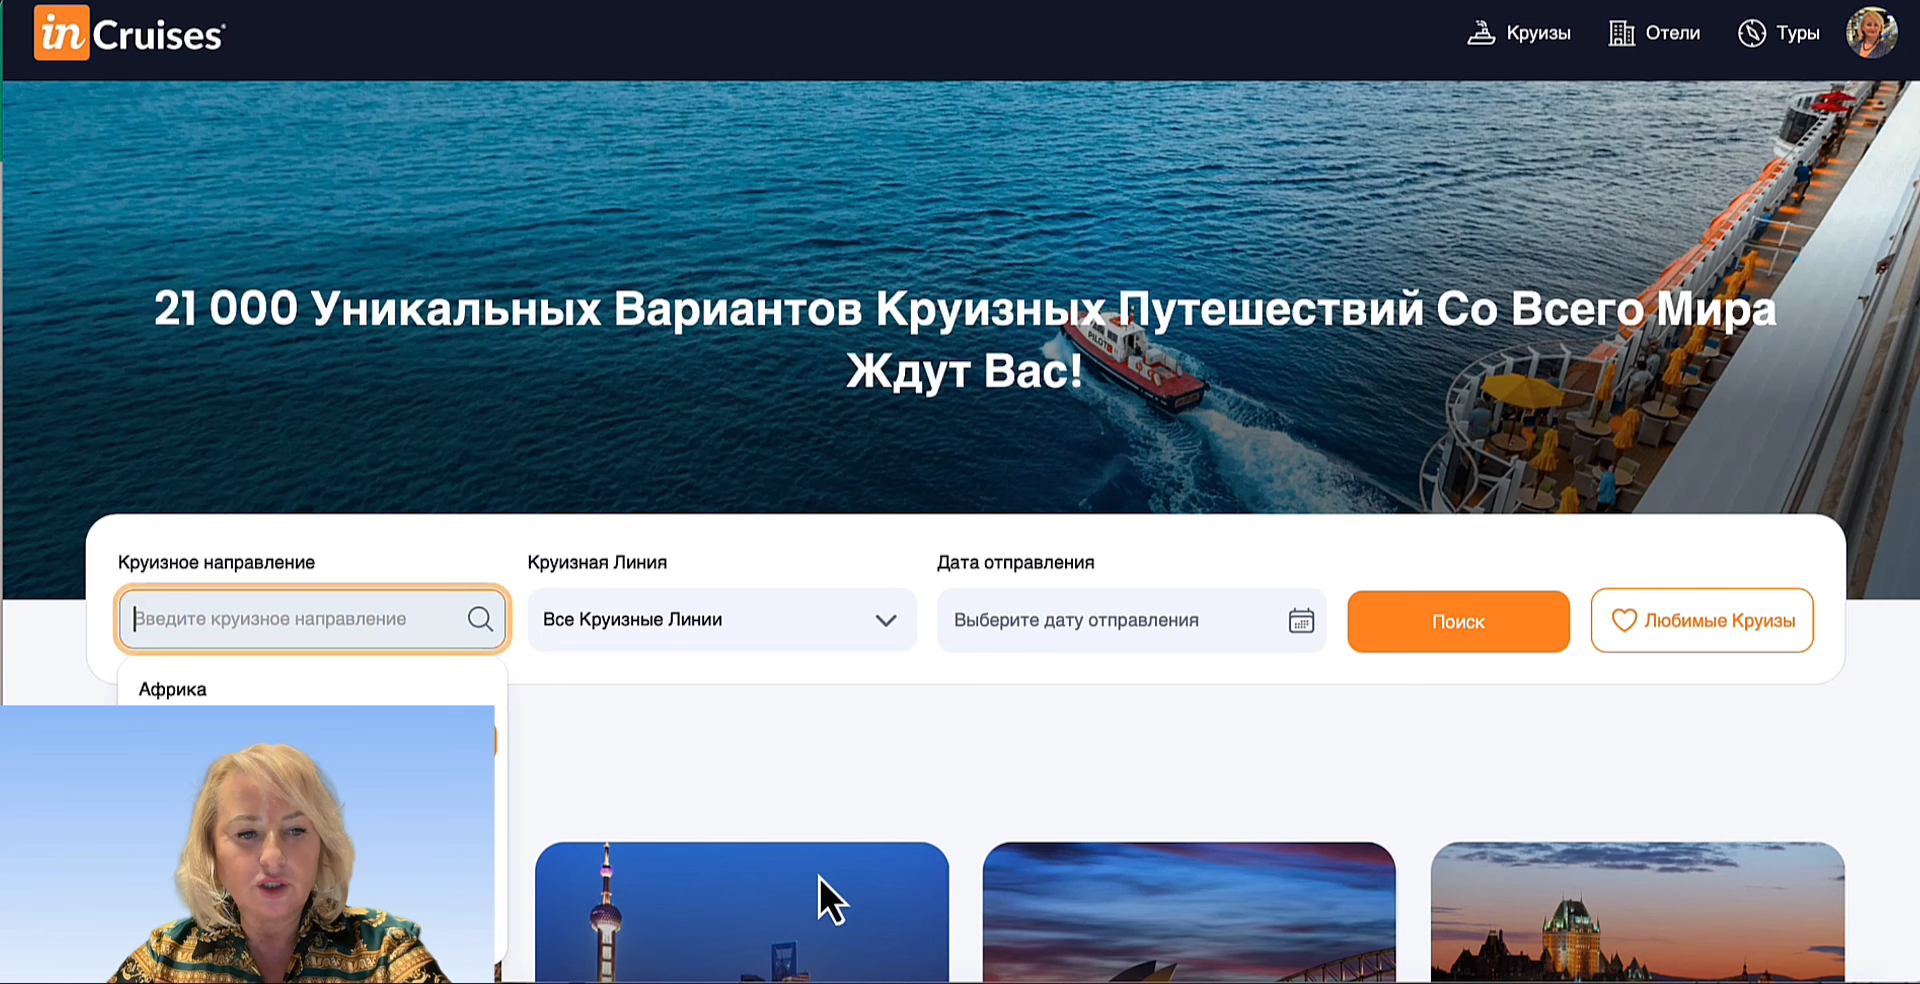 inCruises
Круизы
Отели
Туры
21 000 Уникальных Вариантов Круизных Путешествий Со Всего Мира
Ждут Вас!
PILOT
Круизное направление
Круизная Линия
Дата отправления
Введите круизное направление
Все Круизные Линии
Выберите дату отправления
Поиск
Любимые Круизы
Африка